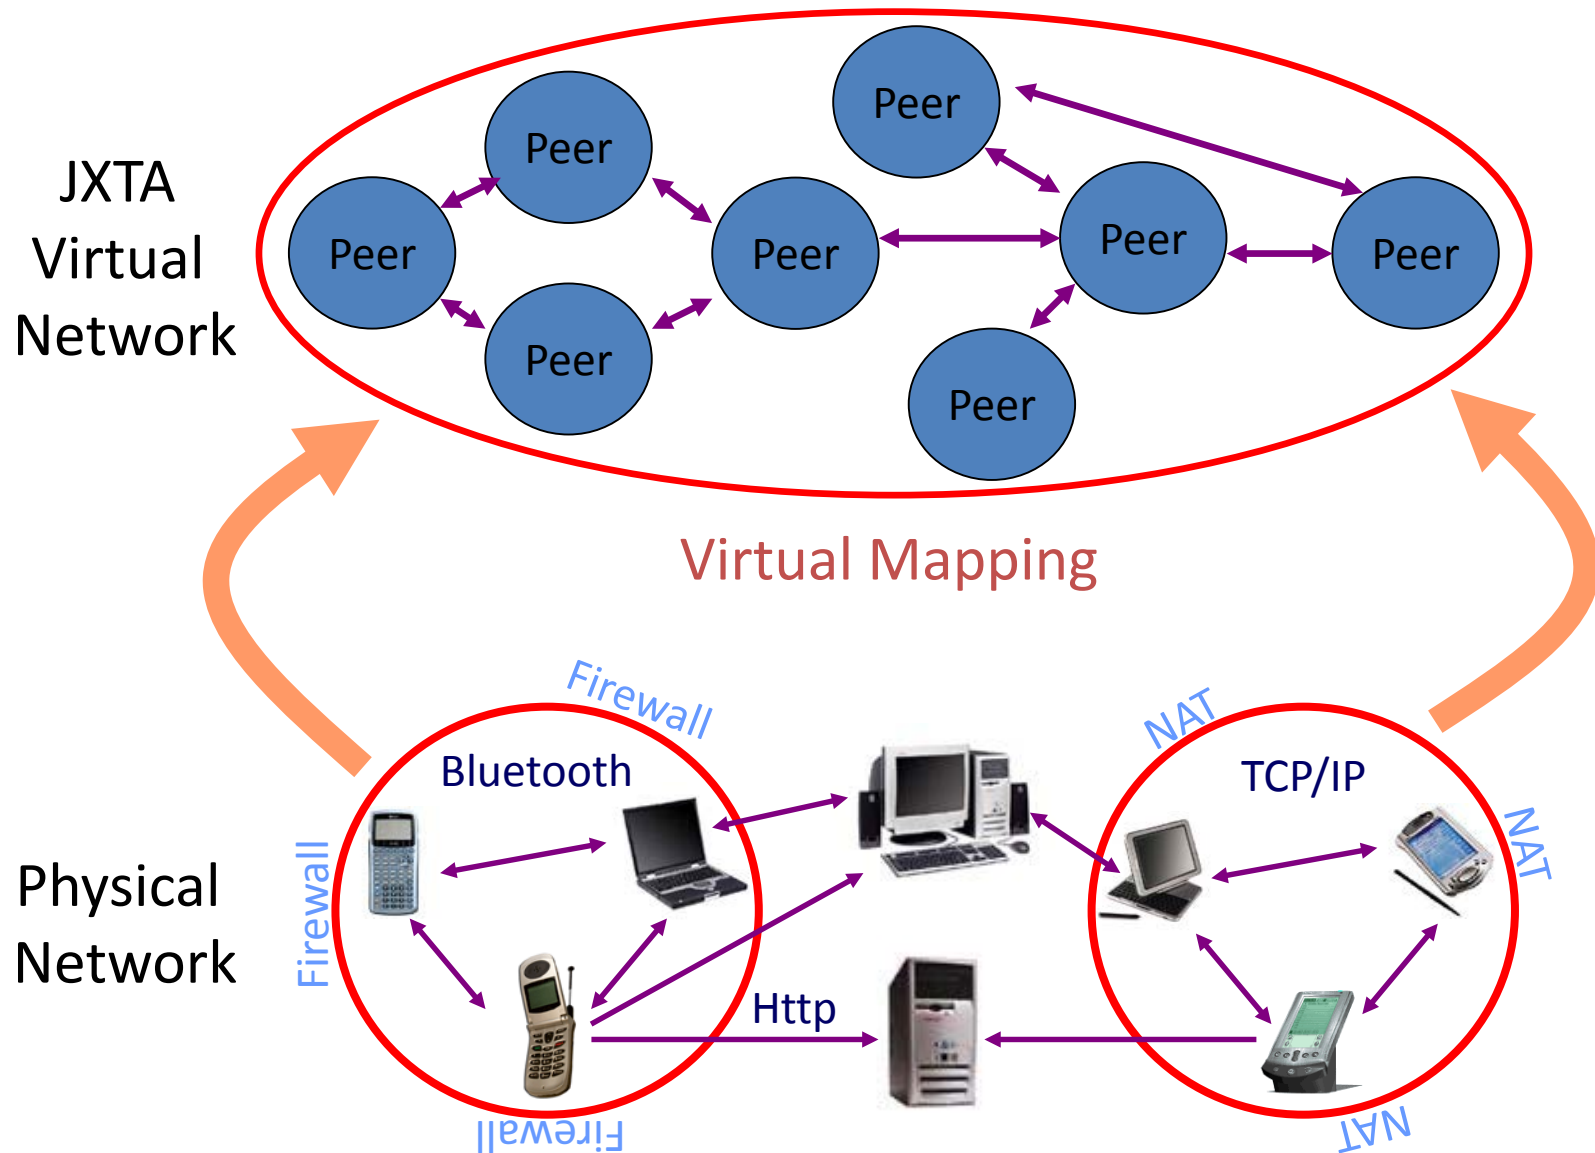 JXTA
Virtual
Network
Peer
Peer
Peer
Peer
Peer
Peer
Peer
Peer
Virtual Mapping
Physical
Network
Firewall
Firewall
Firewall
Bluetooth
Http
NAT
NAT
NAT
TCP/IP